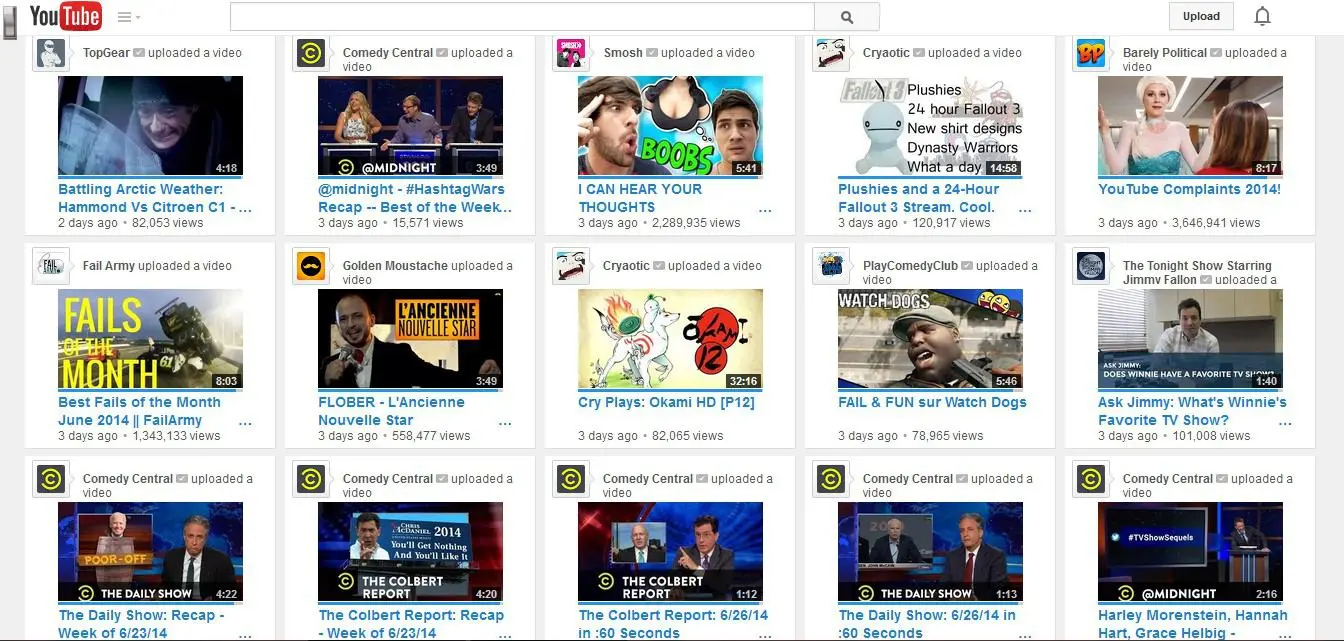 YouTube
Upload
TopGear uploaded a video
4:18
Battling Arctic Weather:
Hammond Vs Citroen C1 - ...
2 days ago • 82,053 views
Comedy Central uploaded a
video
@MIDNIGHT 3:49
@midnight - #HashtagWars
Recap -- Best of the Week...
3 days ago • 15,571 views
Smosh uploaded a video
BOOBS 5:41
I CAN HEAR YOUR
THOUGHTS ...
3 days ago • 2,289,935 views
Cryaotic uploaded a video
Fallout 3
Plushies
24 hour Fallout 3
New shirt designs
Dynasty Warriors
What a day 14:58
Plushies and a 24-Hour
Fallout 3 Stream. Cool. ...
3 days ago • 120,917 views
BP
Barely Political uploaded a
video
8:17
YouTube Complaints 2014!
3 days ago • 3,646,941 views
FAIL
Fail Army uploaded a video
FAILS
OF THE
MONTH
61
8:03
Best Fails of the Month
June 2014 || FailArmy ...
3 days ago • 1,343,133 views
Golden Moustache uploaded a
video
L'ANCIENNE
NOUVELLE STAR
3:49
FLOBER - L'Ancienne
Nouvelle Star ...
3 days ago • 558,477 views
Cryaotic uploaded a video
OKAMI
12
32:16
Cry Plays: Okami HD [P12]
3 days ago • 82,065 views
PlayComedyClub uploaded a
video
WATCH DOGS
5:46
FAIL & FUN sur Watch Dogs
3 days ago • 78,965 views
The Tonight Show Starring
Jimmy Fallon uploaded a
ASK JIMMY:
DOES WINNIE HAVE A FAVORITE TV SHOW?
1:40
Ask Jimmy: What's Winnie's
Favorite TV Show? ...
3 days ago • 101,008 views
Comedy Central uploaded a
video
POOR-OFF
THE DAILY SHOW 4:22
The Daily Show: Recap -
Week of 6/23/14 ...
Comedy Central uploaded a
video
CHRIS
McDANIEL 2014
You'll Get Nothing
And You'll Like It
THE COLBERT
REPORT 4:20
The Colbert Report: Recap
- Week of 6/23/14 ...
Comedy Central uploaded a
video
THE COLBERT
REPORT 1:12
The Colbert Report: 6/26/14
in :60 Seconds ...
Comedy Central uploaded a
video
THE DAILY SHOW 1:13
The Daily Show: 6/26/14 in
:60 Seconds ...
Comedy Central uploaded a
video
#TVShowSequels
@MIDNIGHT 2:16
Harley Morenstein, Hannah
Hart, Grace Helbig - ...